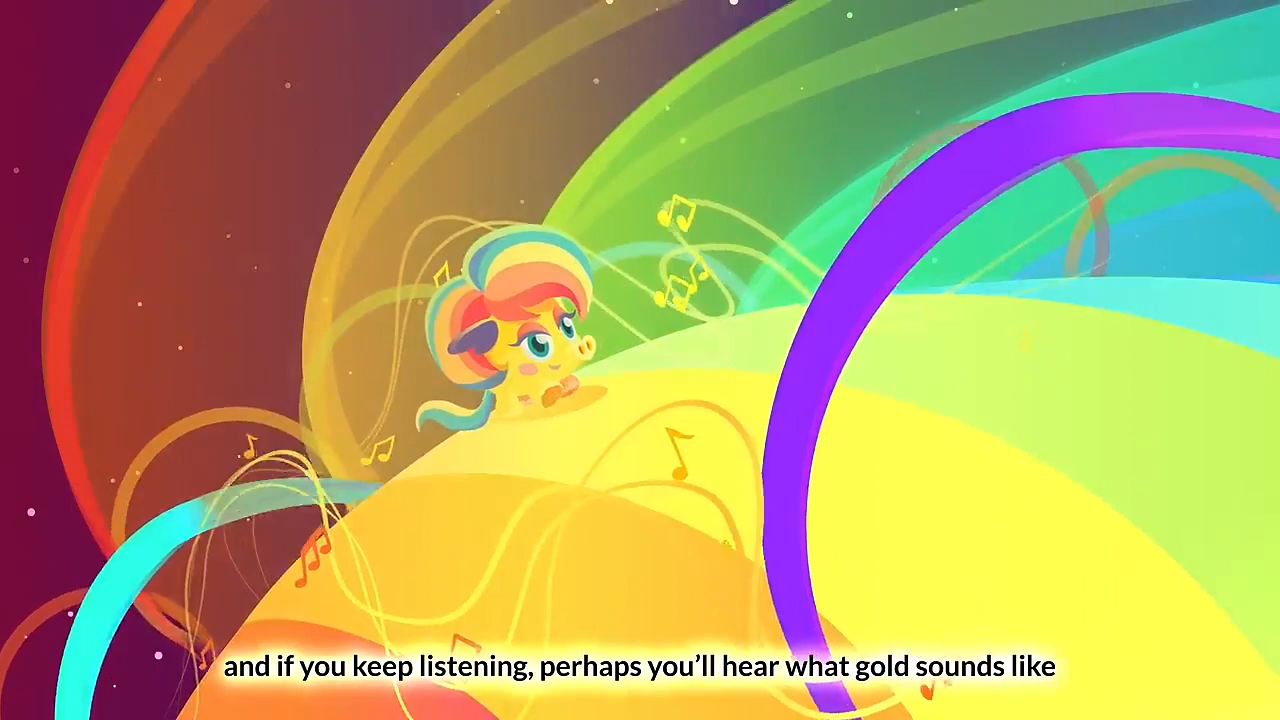 and if you keep listening, perhaps you’ll hear what gold sounds like